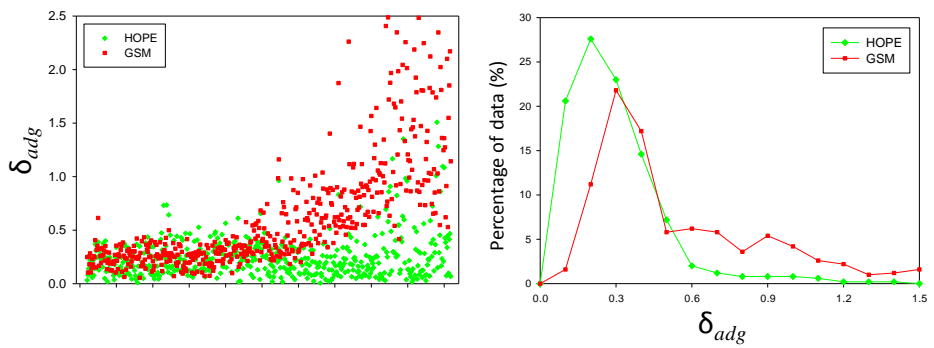 2.5
2.0
1.5
1.0
0.5
0.0
δadg
HOPE
GSM
30
25
20
15
10
5
0
Percentage of data (%)
HOPE
GSM
0.0 0.3 0.6 0.9 1.2 1.5
δadg